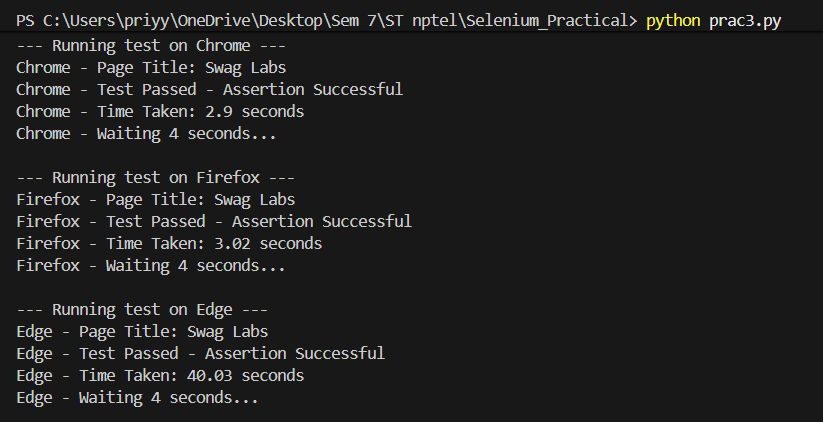 PS C:\Users\priyy\OneDrive\Desktop\Sem 7\ST nptel\Selenium_Practical> python prac3.py
--- Running test on Chrome ---
Chrome - Page Title: Swag Labs
Chrome - Test Passed - Assertion Successful
Chrome - Time Taken: 2.9 seconds
Chrome - Waiting 4 seconds...
--- Running test on Firefox ---
Firefox - Page Title: Swag Labs
Firefox - Test Passed - Assertion Successful
Firefox - Time Taken: 3.02 seconds
Firefox - Waiting 4 seconds...
--- Running test on Edge ---
Edge - Page Title: Swag Labs
Edge - Test Passed - Assertion Successful
Edge - Time Taken: 40.03 seconds
Edge - Waiting 4 seconds...